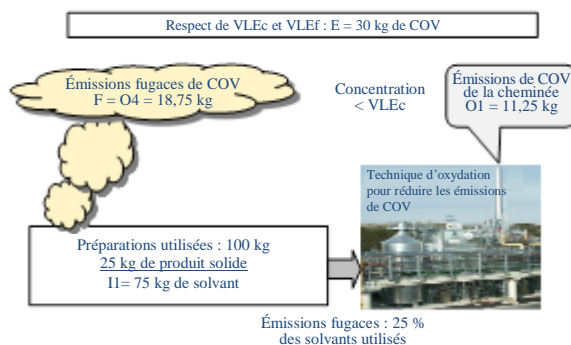 Respect de VLEc et VLEf : E = 30 kg de COV
Émissions fugaces de COV
F = O4 = 18,75 kg
Concentration
< VLEc
Émissions de COV
de la cheminée
O1 = 11,25 kg
Technique d’oxydation
pour réduire les émissions
de COV
Préparations utilisées : 100 kg
25 kg de produit solide
I1= 75 kg de solvant
Émissions fugaces : 25 %
des solvants utilisés